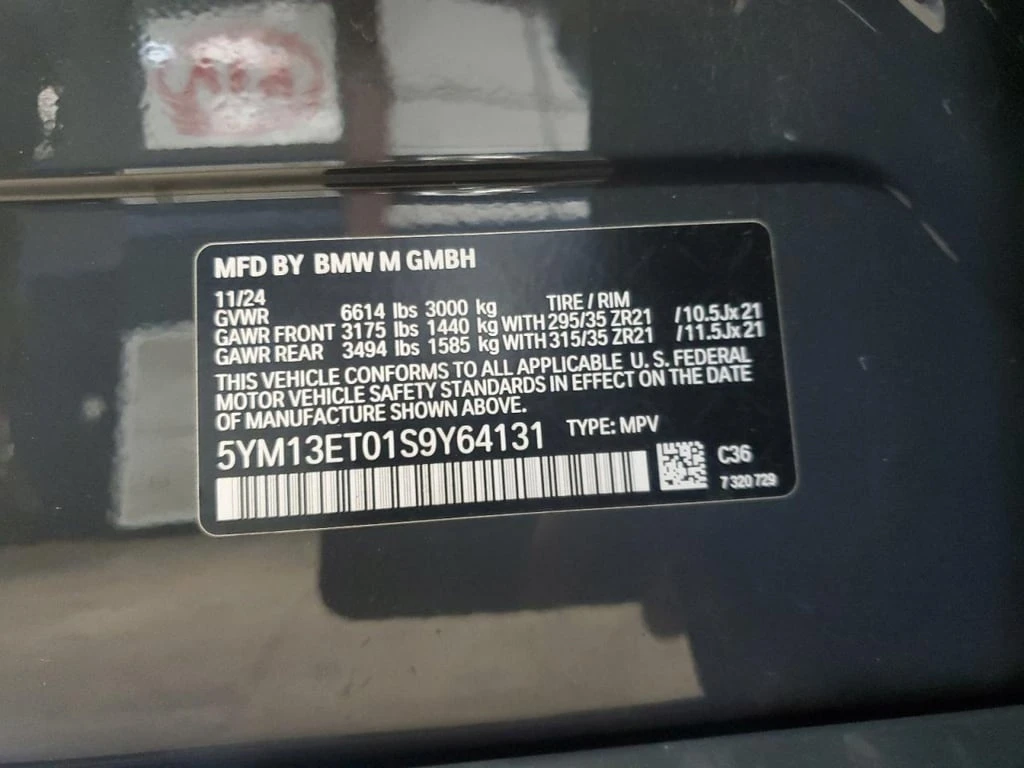 MFD BY BMW M GMBH
11/24 TIRE / RIM
GVWR 6614 lbs 3000 kg
GAWR FRONT 3175 lbs 1440 kg WITH 295/35 ZR21 /10.5Jx21
GAWR REAR 3494 lbs 1585 kg WITH 315/35 ZR21 /11.5Jx21
THIS VEHICLE CONFORMS TO ALL APPLICABLE U.S. FEDERAL
MOTOR VEHICLE SAFETY STANDARDS IN EFFECT ON THE DATE
OF MANUFACTURE SHOWN ABOVE.
5YM13ET01S9Y64131 TYPE: MPV
C36
7 320 729